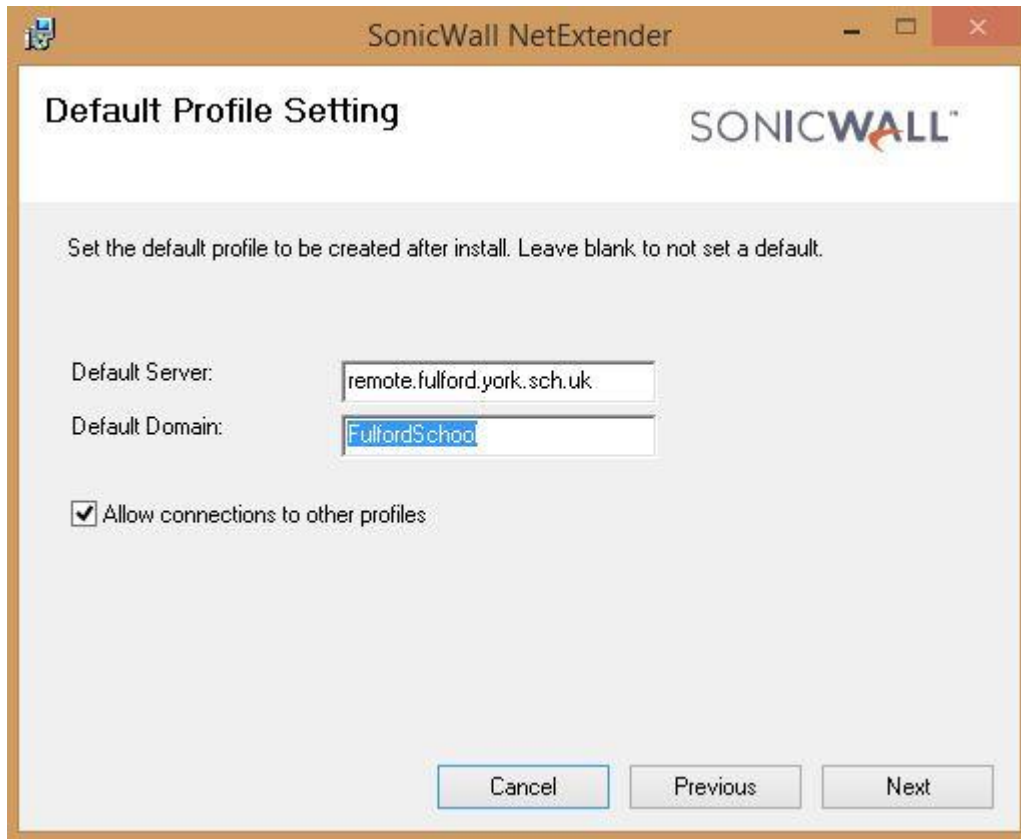 SonicWall NetExtender
Default Profile Setting
SONICWALL™
Set the default profile to be created after install. Leave blank to not set a default.
Default Server:
remote.fulford.york.sch.uk
Default Domain:
FulfordSchool
Allow connections to other profiles
Cancel
Previous
Next